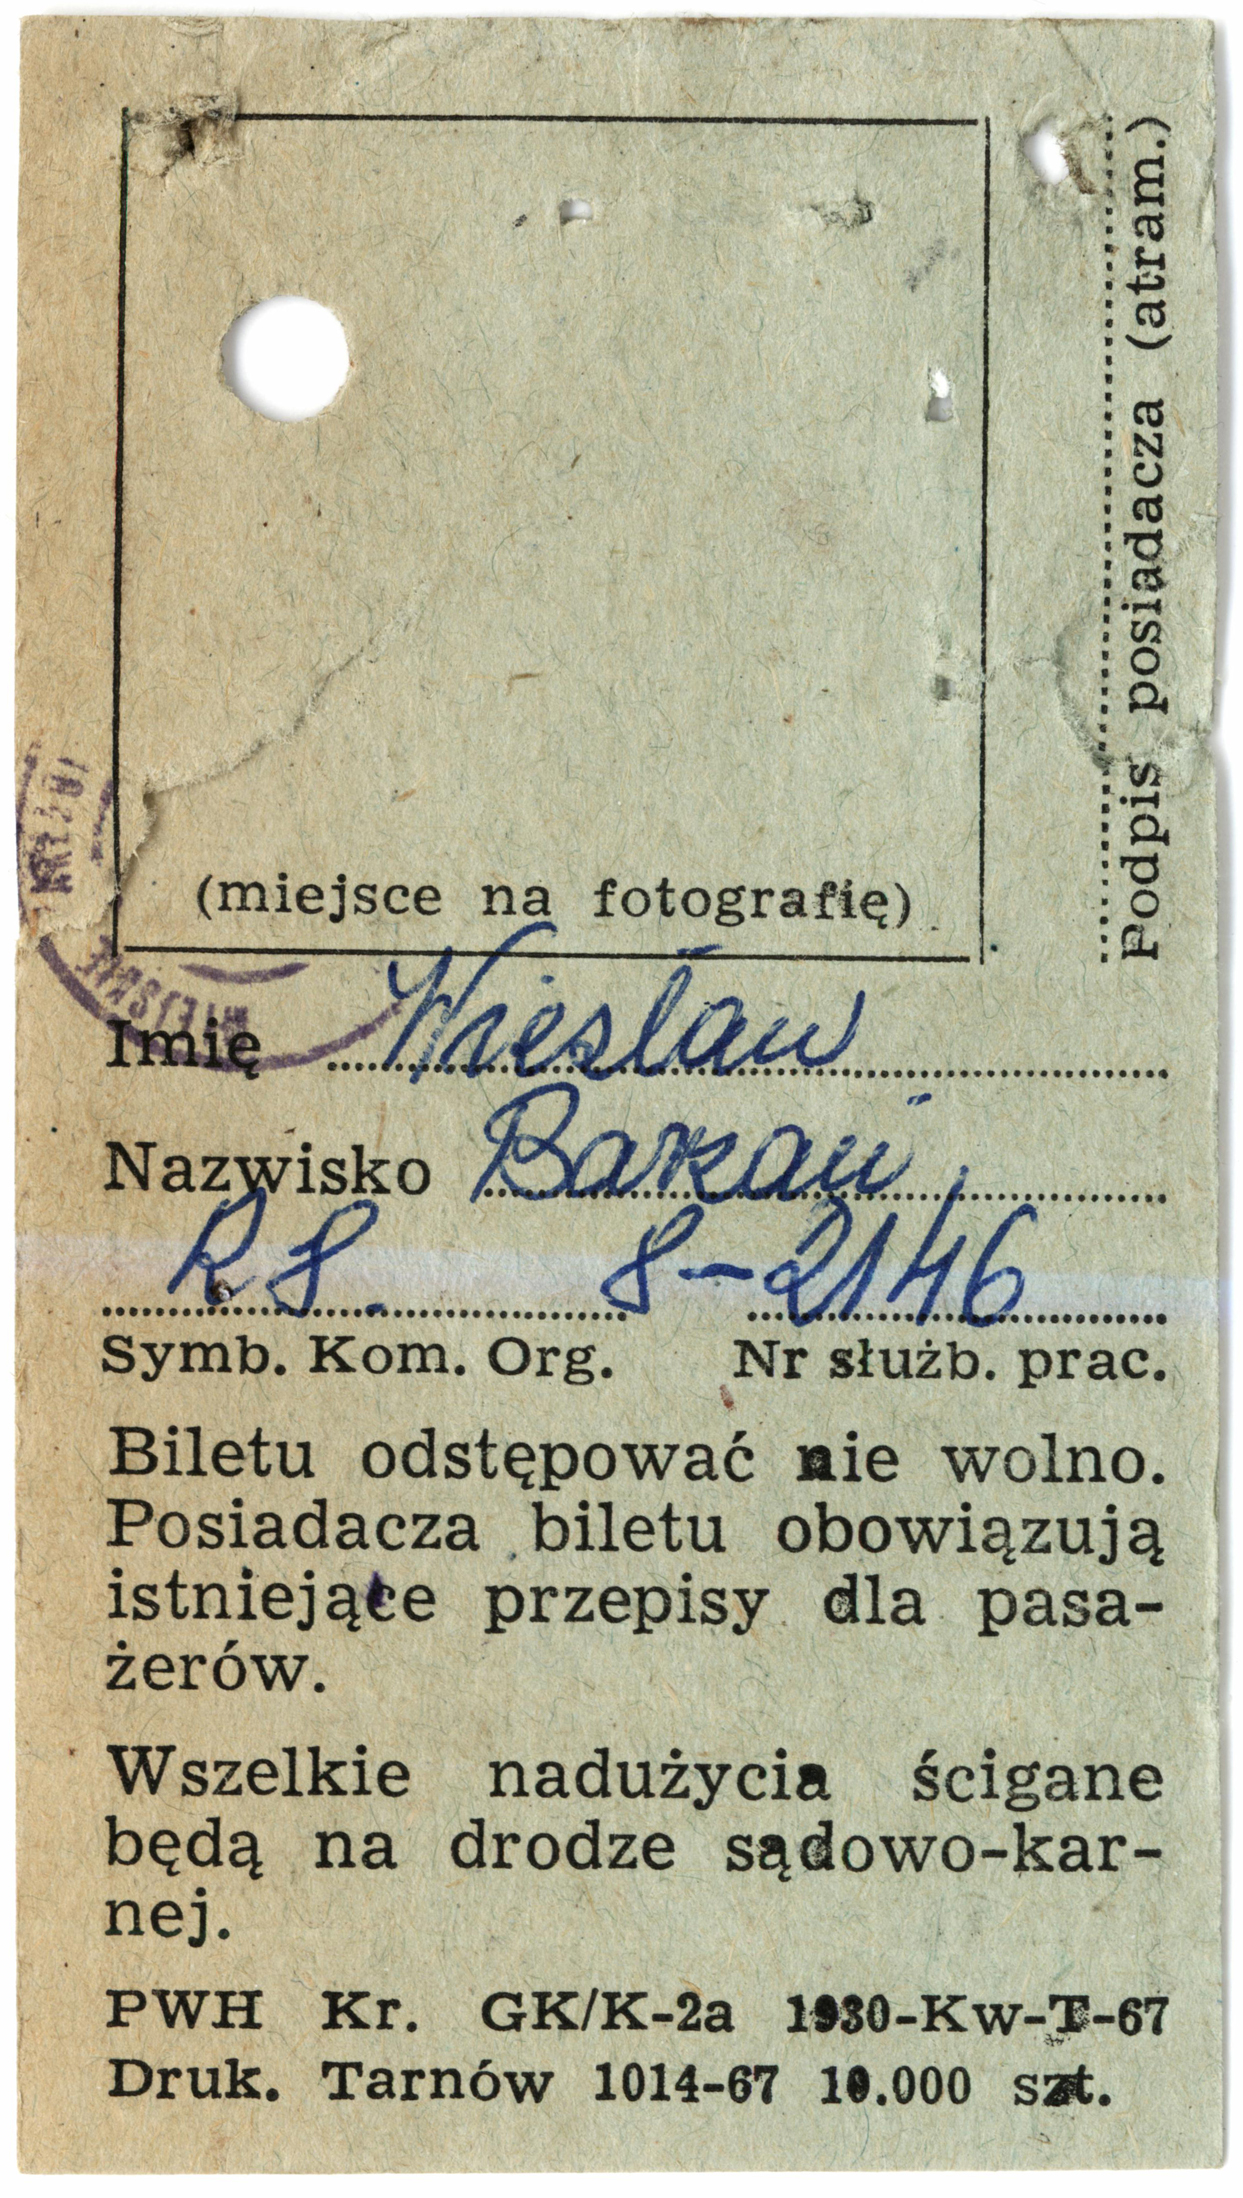 Podpis posiadacza (atram.)
(miejsce na fotografię)
MIEJSKIE
Imię Wiesław
Nazwisko
R8. 8-2146
Symb. Kom. Org. Nr służb. prac.
Biletu odstępować nie wolno.
Posiadacza biletu obowiązują
istniejące przepisy dla pasa-
żerów.
Wszelkie nadużycia ścigane
będą na drodze sądowo-kar-
nej.
PWH Kr. GK/K-2a 1930-Kw-T-67
Druk. Tarnów 1014-67 10.000 szt.